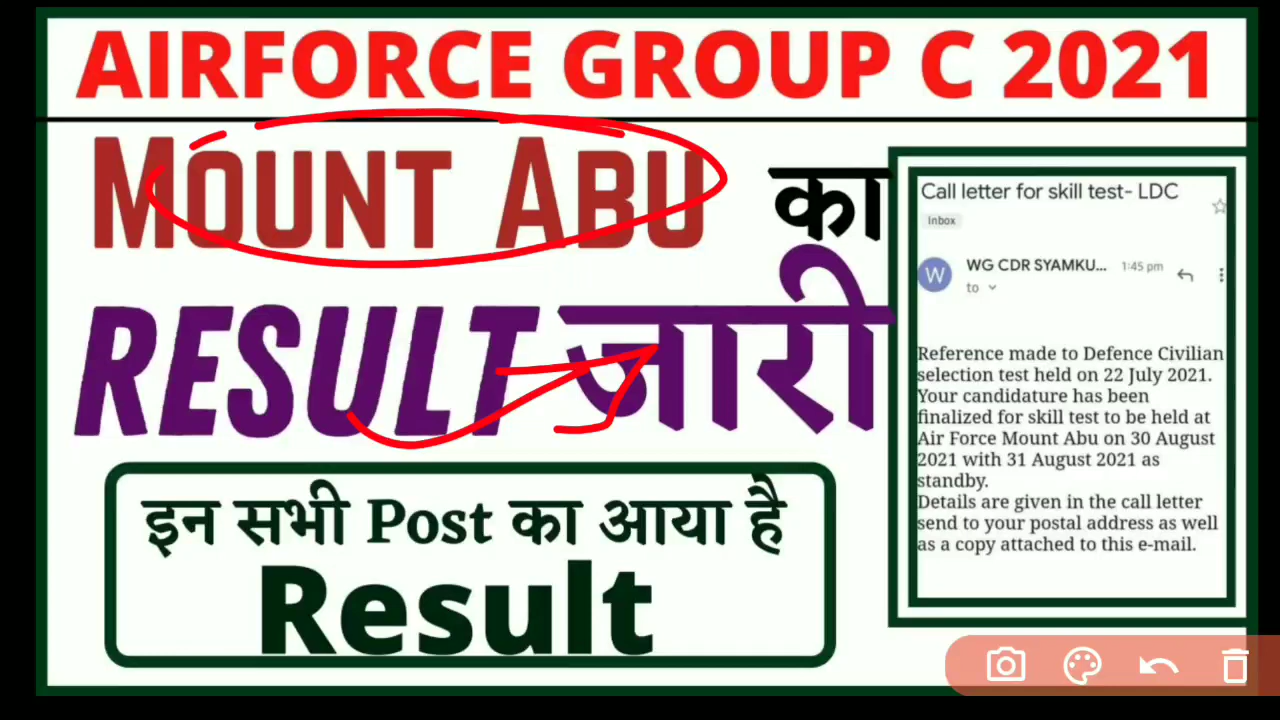 AIRFORCE GROUP C 2021
MOUNT ABU का
RESULT जारी
इन सभी Post का आया है
Result
Call letter for skill test- LDC
Inbox
W
WG CDR SYAMKU... 1:45 pm
to
Reference made to Defence Civilian
selection test held on 22 July 2021.
Your candidature has been
finalized for skill test to be held at
Air Force Mount Abu on 30 August
2021 with 31 August 2021 as
standby.
Details are given in the call letter
send to your postal address as well
as a copy attached to this e-mail.